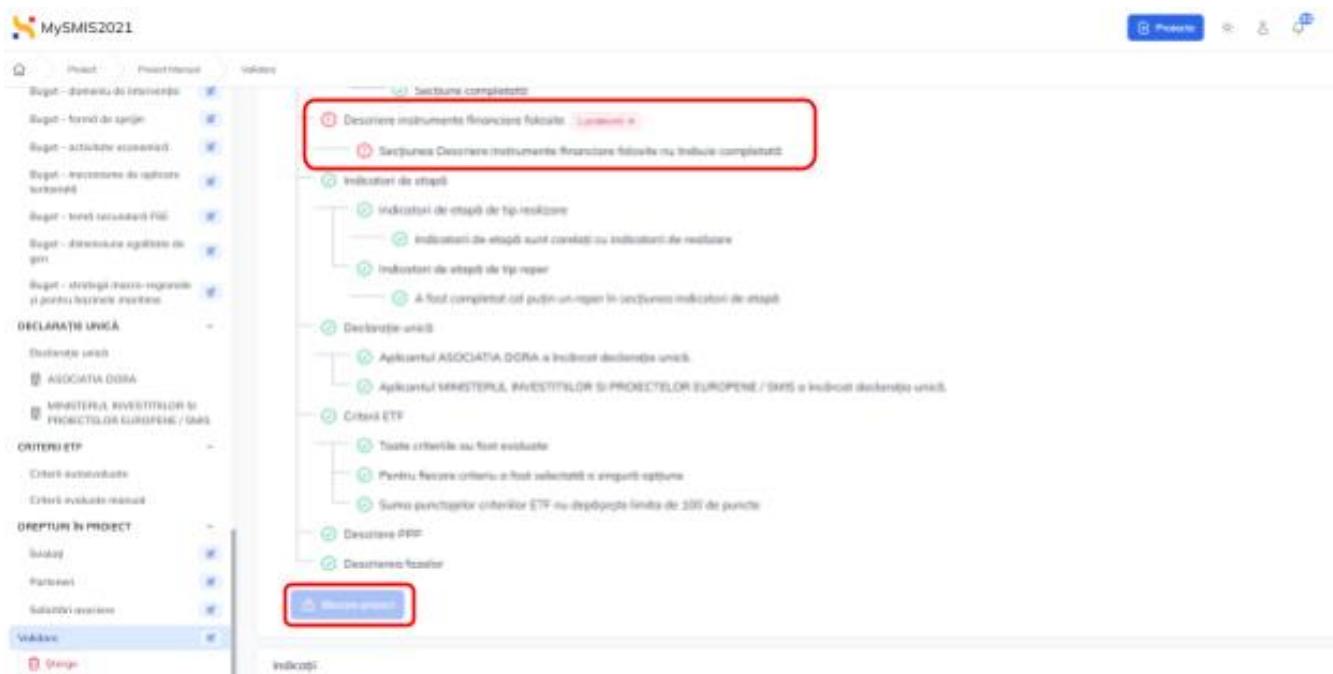 MySMIS2021
Proiecte
Proiect
Proiect Manual
Validare
Buget - domeniu de intervenție
Buget - formă de sprijin
Buget - activitate economică
Buget - mecanisme de aplicare
teritorială
Buget - temă secundară FSE
Buget - dimensiune egalitate de
gen
Buget - strategii macro-regionale
și pentru bazinele maritime
DECLARAȚIE UNICĂ
Declarație unică
ASOCIATIA DORA
MINISTERUL INVESTITIILOR SI
PROIECTELOR EUROPENE / SMIS
CRITERII ETF
Criterii autoevaluate
Criterii evaluate manual
DREPTURI ÎN PROIECT
Invitați
Parteneri
Solicitări asociere
Validare
Șterge
Secțiune completată
Descriere instrumente financiare folosite
Secțiunea Descriere instrumente financiare folosite nu trebuie completată
Indicatori de etapă
Indicatori de etapă de tip realizare
Indicatorii de etapă sunt corelați cu indicatorii de realizare
Indicatori de etapă de tip reper
A fost completat cel puțin un reper în secțiunea indicatori de etapă
Declarație unică
Aplicantul ASOCIATIA DORA a încărcat declarația unică.
Aplicantul MINISTERUL INVESTITIILOR SI PROIECTELOR EUROPENE / SMIS a încărcat declarația unică.
Criterii ETF
Toate criteriile au fost evaluate
Pentru fiecare criteriu a fost selectată o singură opțiune
Suma punctajelor criteriilor ETF nu depășește limita de 100 de puncte
Descriere PPP
Descrierea fazelor
Blocare proiect
Indicații